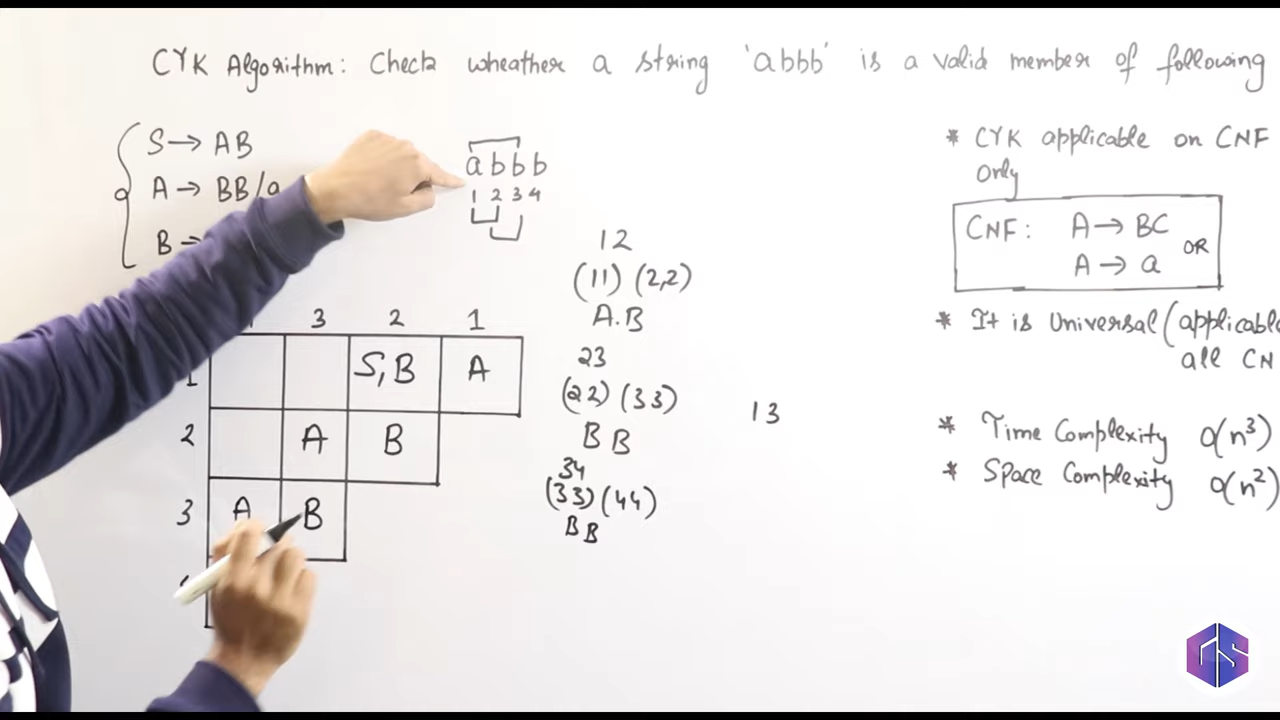 CYK Algorithm: Check wheather a string 'abbb' is a valid member of following
S → AB
A → BB/a
B →
abbb
1 2 3 4
12
(11) (2,2)
A.B
23
(22) (33)
B B
34
(33) (44)
B B
13
3 2 1
S,B A
2 A B
3 A B
* CYK applicable on CNF
only
CNF: A → BC
OR
A → a
* It is Universal (applicable
all CN
* Time Complexity O(n³)
* Space Complexity O(n²)